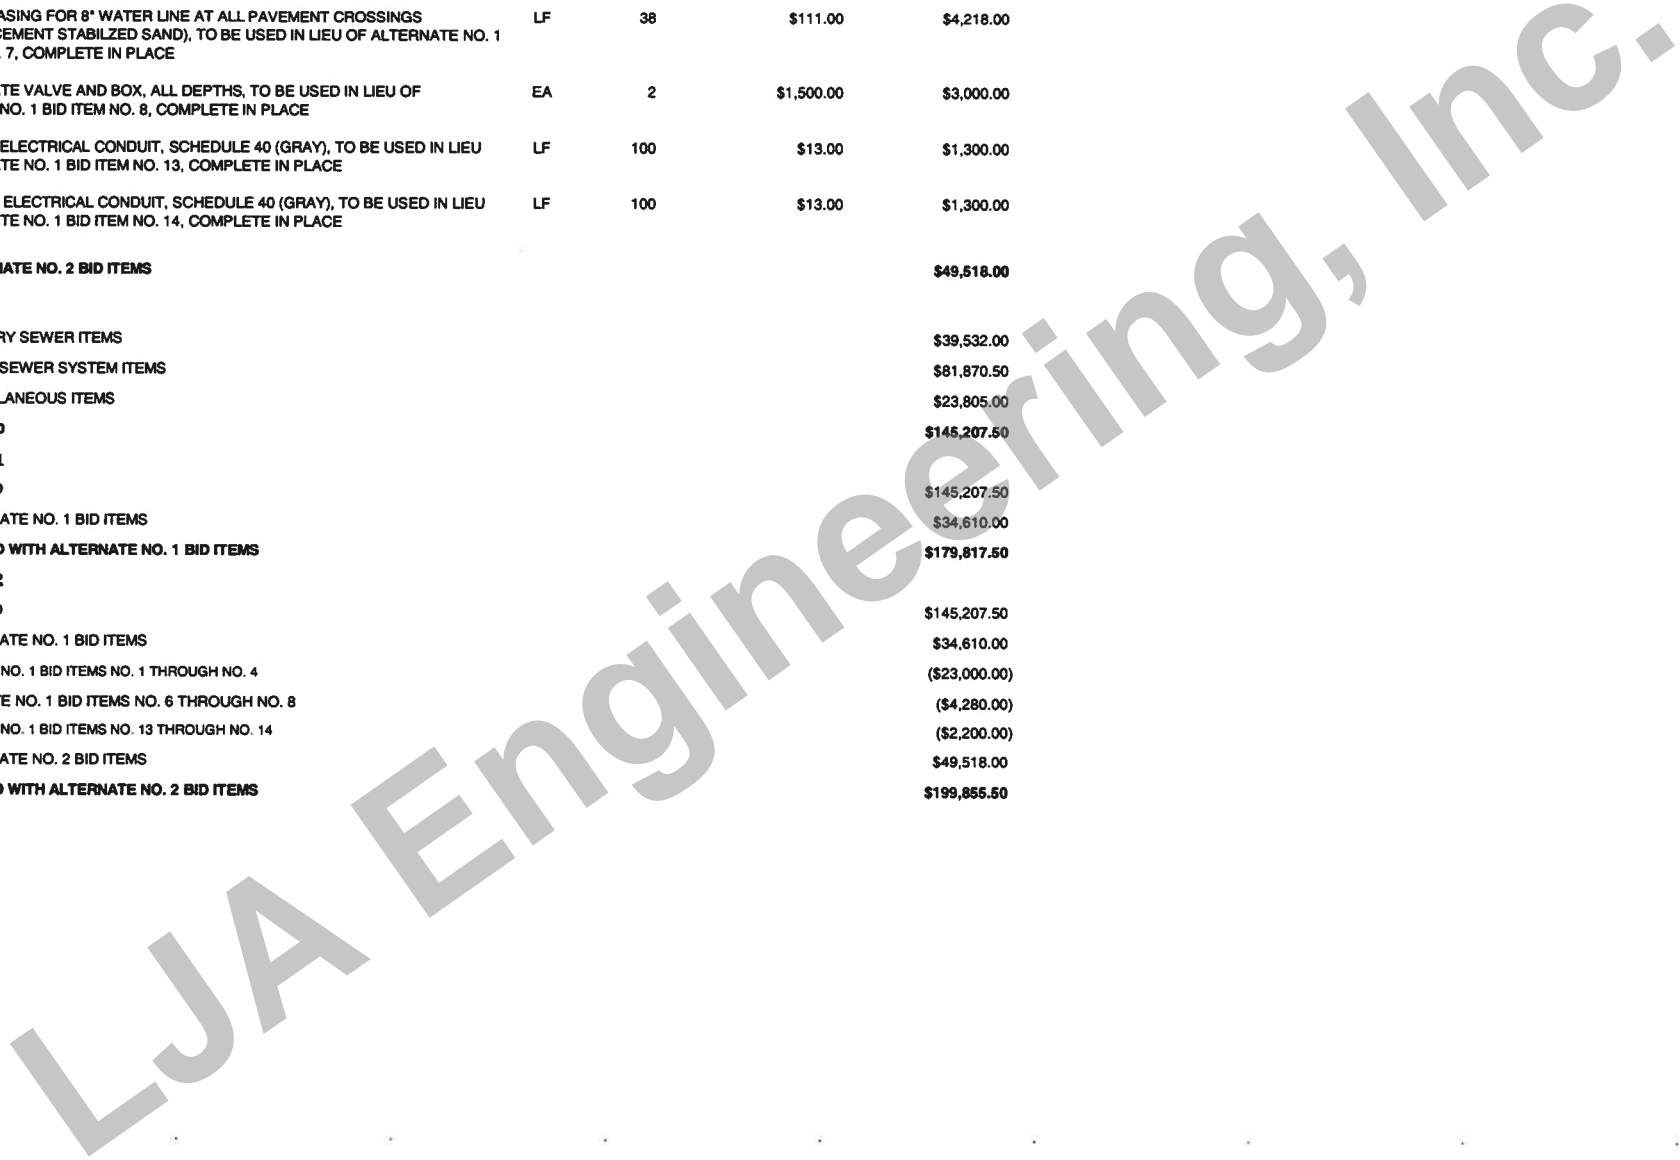 ASING FOR 8" WATER LINE AT ALL PAVEMENT CROSSINGS LF 38 $111.00 $4,218.00
CEMENT STABILZED SAND), TO BE USED IN LIEU OF ALTERNATE NO. 1
. 7, COMPLETE IN PLACE
TE VALVE AND BOX, ALL DEPTHS, TO BE USED IN LIEU OF EA 2 $1,500.00 $3,000.00
NO. 1 BID ITEM NO. 8, COMPLETE IN PLACE
ELECTRICAL CONDUIT, SCHEDULE 40 (GRAY), TO BE USED IN LIEU LF 100 $13.00 $1,300.00
TE NO. 1 BID ITEM NO. 13, COMPLETE IN PLACE
ELECTRICAL CONDUIT, SCHEDULE 40 (GRAY), TO BE USED IN LIEU LF 100 $13.00 $1,300.00
TE NO. 1 BID ITEM NO. 14, COMPLETE IN PLACE
IATE NO. 2 BID ITEMS $49,518.00
RY SEWER ITEMS $39,532.00
SEWER SYSTEM ITEMS $81,870.50
LANEOUS ITEMS $23,805.00
$145,207.50
$145,207.50
ATE NO. 1 BID ITEMS $34,610.00
D WITH ALTERNATE NO. 1 BID ITEMS $179,817.50
$145,207.50
ATE NO. 1 BID ITEMS $34,610.00
NO. 1 BID ITEMS NO. 1 THROUGH NO. 4 ($23,000.00)
E NO. 1 BID ITEMS NO. 6 THROUGH NO. 8 ($4,280.00)
NO. 1 BID ITEMS NO. 13 THROUGH NO. 14 ($2,200.00)
ATE NO. 2 BID ITEMS $49,518.00
D WITH ALTERNATE NO. 2 BID ITEMS $199,855.50
LJA Engineering, Inc.